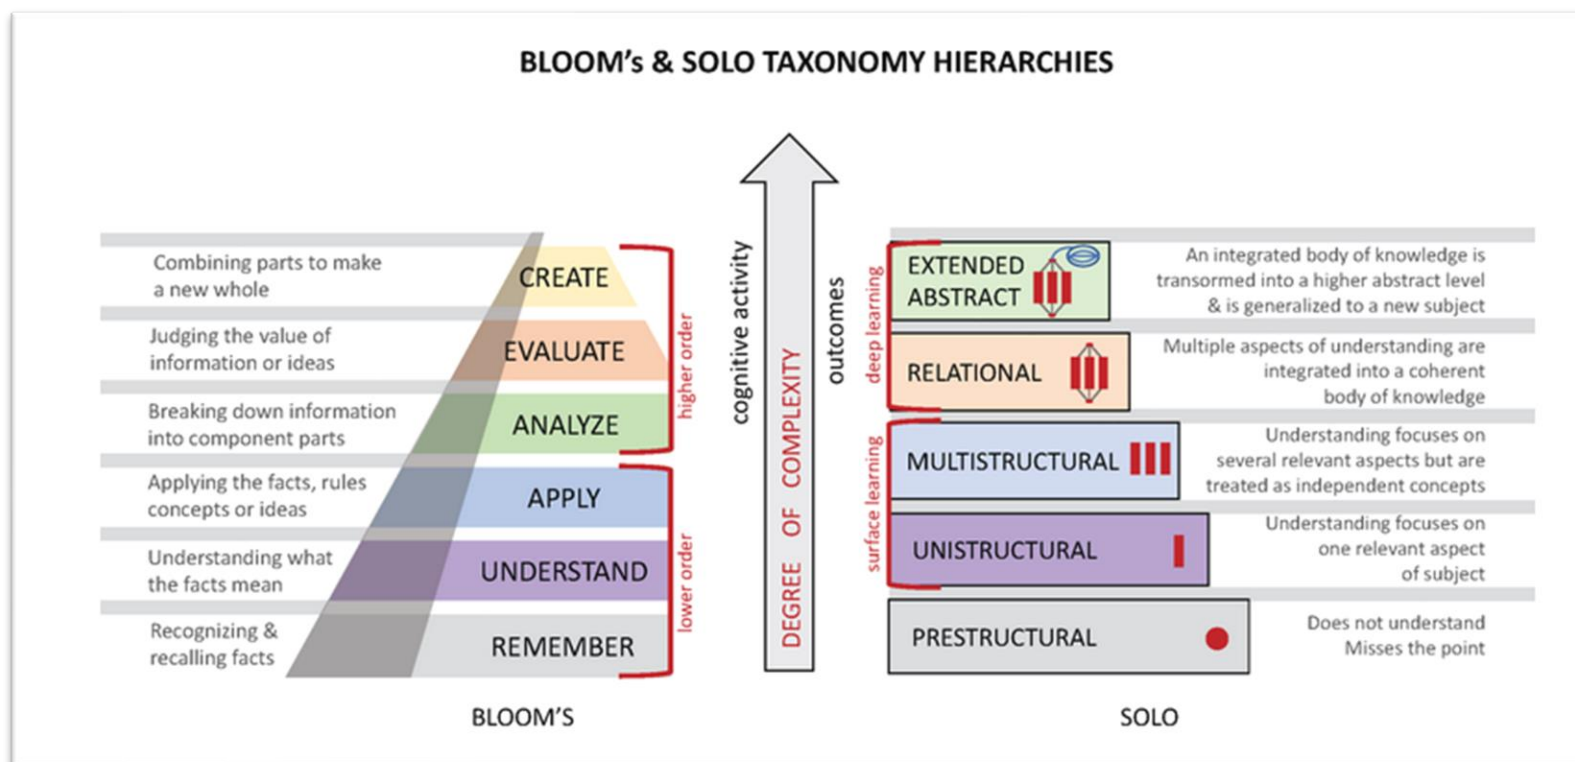 BLOOM's & SOLO TAXONOMY HIERARCHIES
Combining parts to make
a new whole
CREATE
Judging the value of
information or ideas
EVALUATE
Breaking down information
into component parts
ANALYZE
higher order
Applying the facts, rules
concepts or ideas
APPLY
Understanding what
the facts mean
UNDERSTAND
Recognizing &
recalling facts
REMEMBER
lower order
BLOOM'S
cognitive activity
DEGREE OF COMPLEXITY
outcomes
deep learning
EXTENDED
ABSTRACT
An integrated body of knowledge is
transormed into a higher abstract level
& is generalized to a new subject
RELATIONAL
Multiple aspects of understanding are
integrated into a coherent
body of knowledge
surface learning
MULTISTRUCTURAL
Understanding focuses on
several relevant aspects but are
treated as independent concepts
UNISTRUCTURAL
Understanding focuses on
one relevant aspect
of subject
PRESTRUCTURAL
Does not understand
Misses the point
SOLO